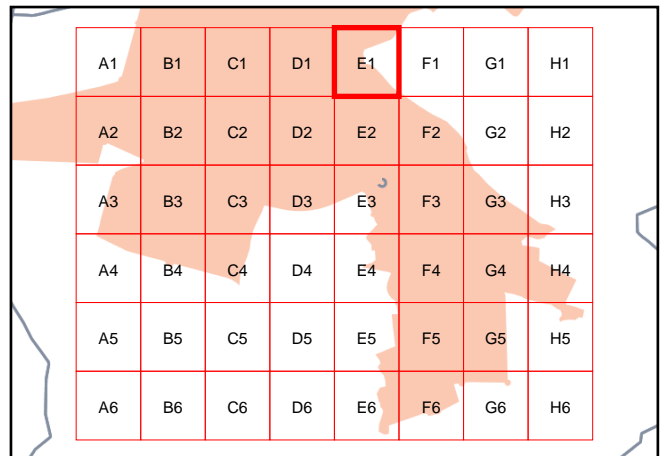 A1 B1 C1 D1 E1 F1 G1 H1
A2 B2 C2 D2 E2 F2 G2 H2
A3 B3 C3 D3 E3 F3 G3 H3
A4 B4 C4 D4 E4 F4 G4 H4
A5 B5 C5 D5 E5 F5 G5 H5
A6 B6 C6 D6 E6 F6 G6 H6